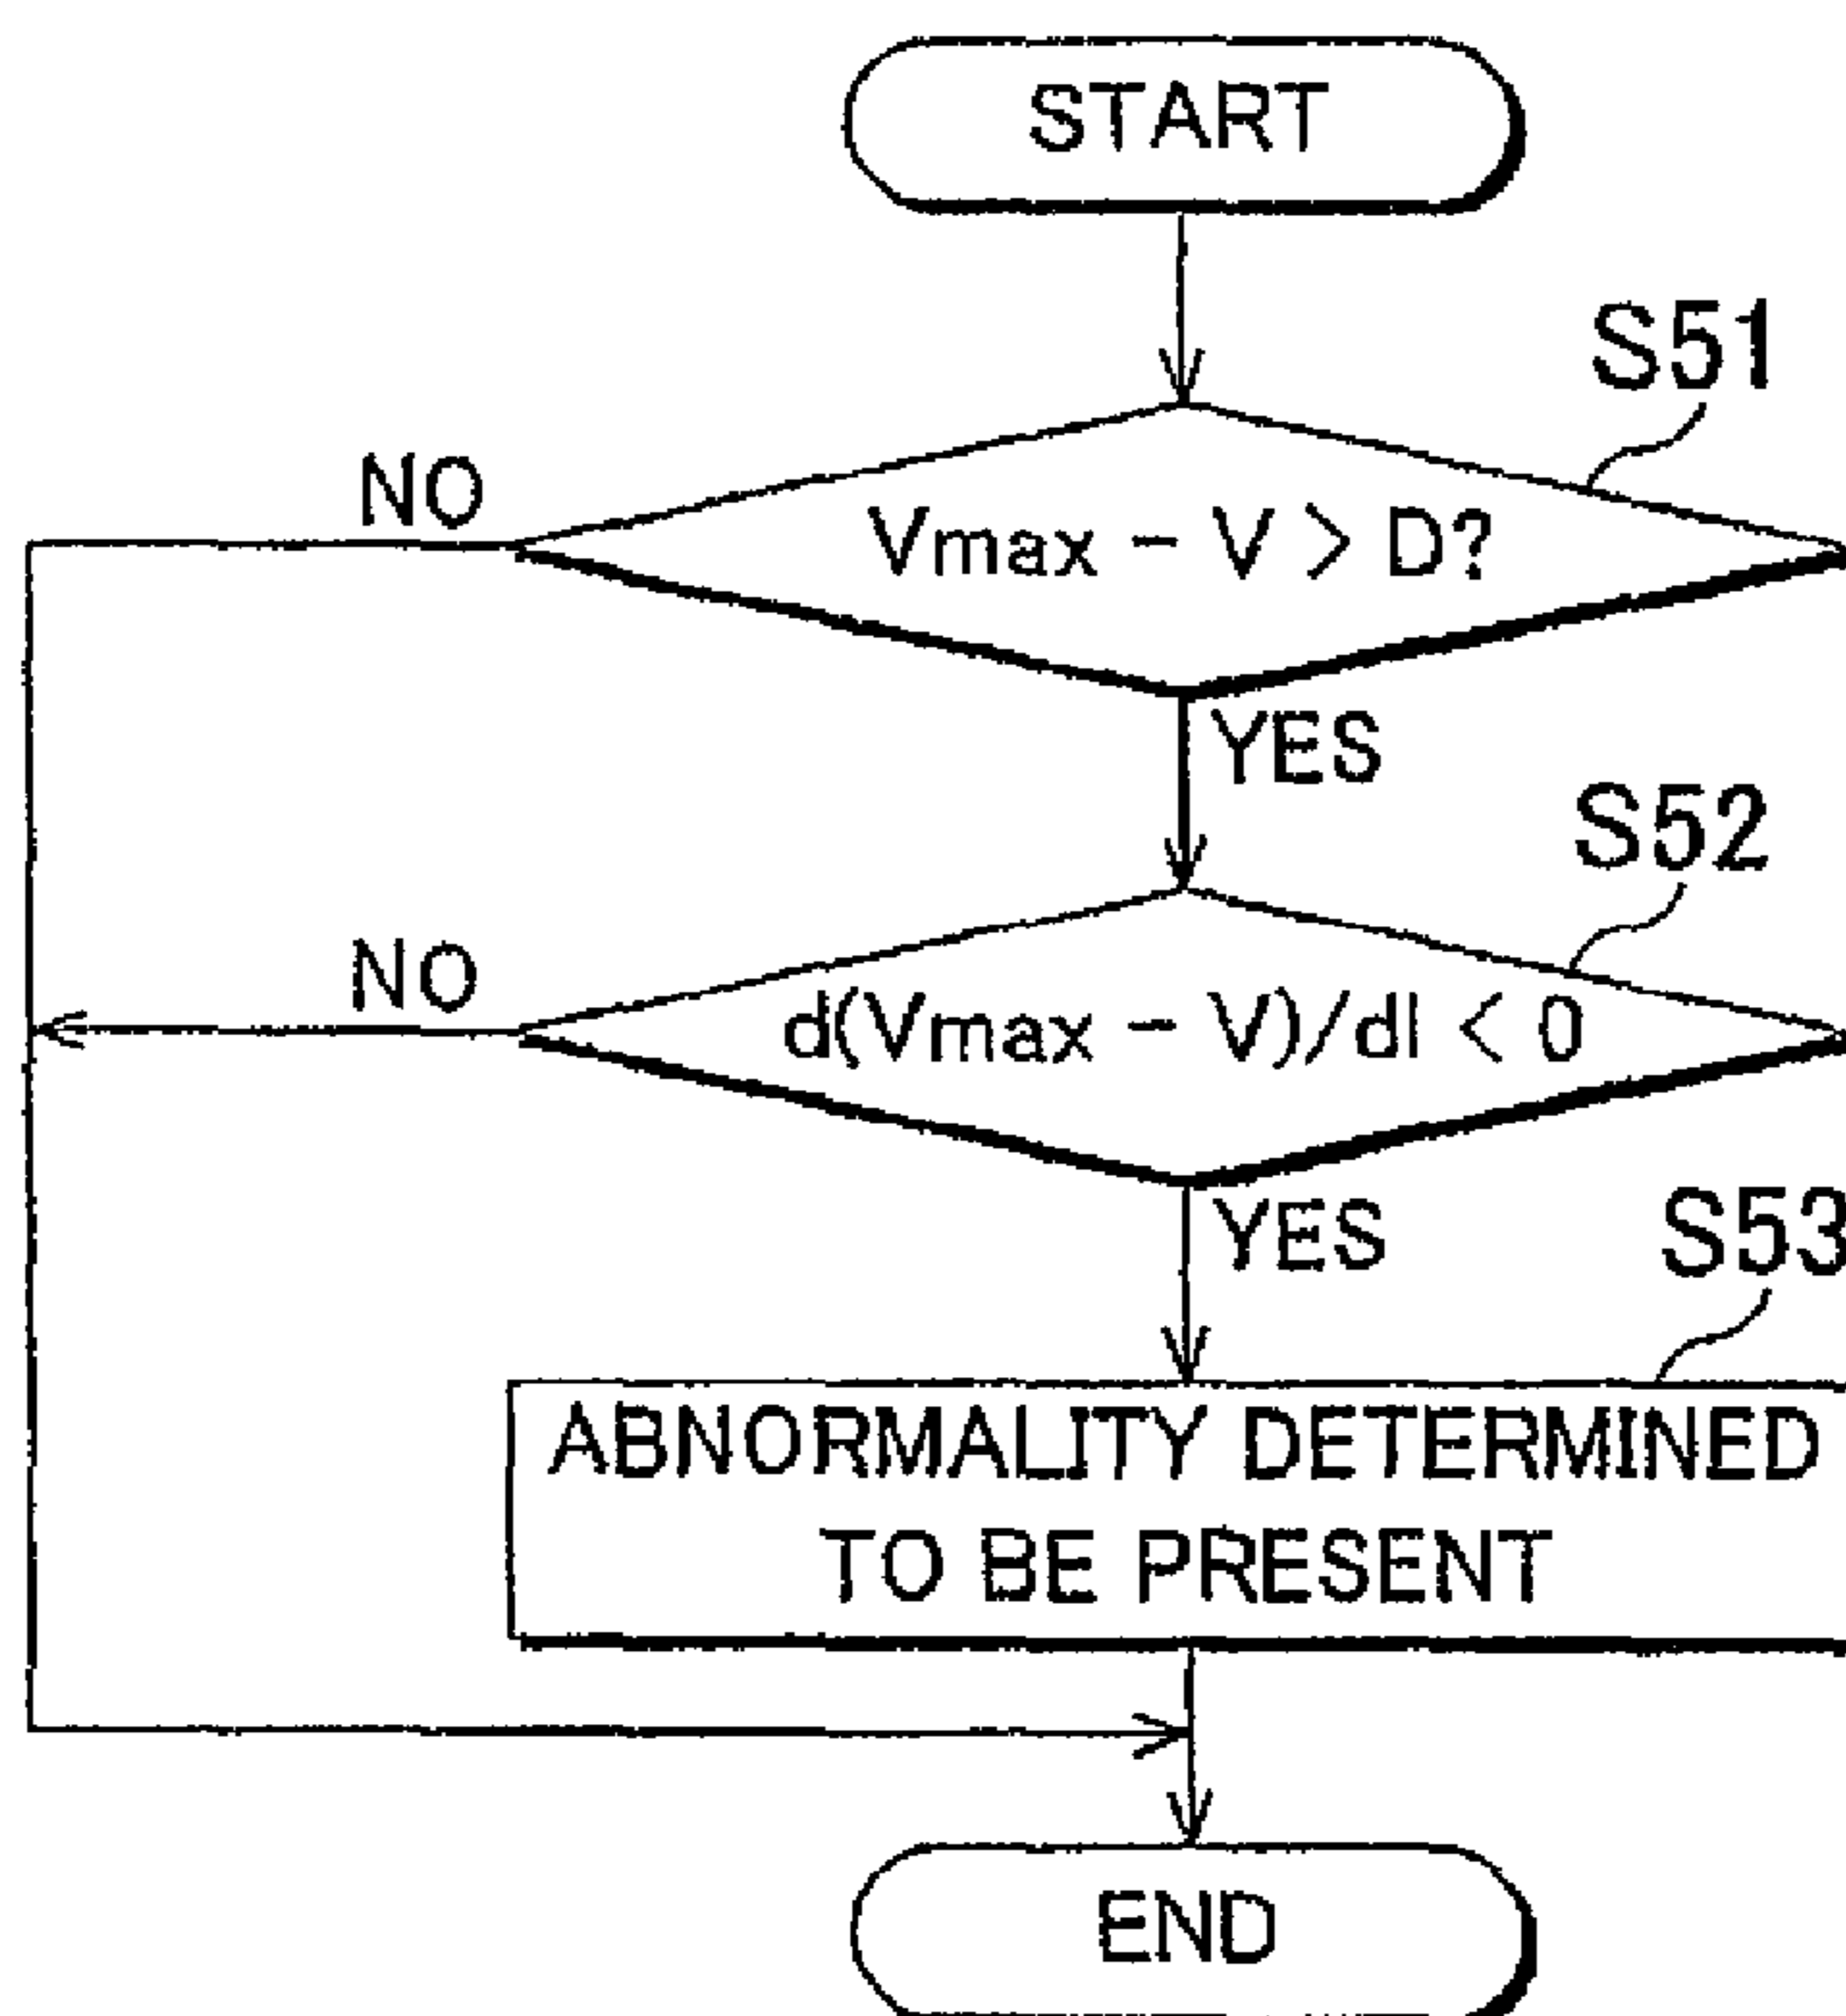 START
S51
NO
Vmax - V > D?
YES
S52
NO
d(Vmax - V)/dI < 0
YES
S53
ABNORMALITY DETERMINED
TO BE PRESENT
END